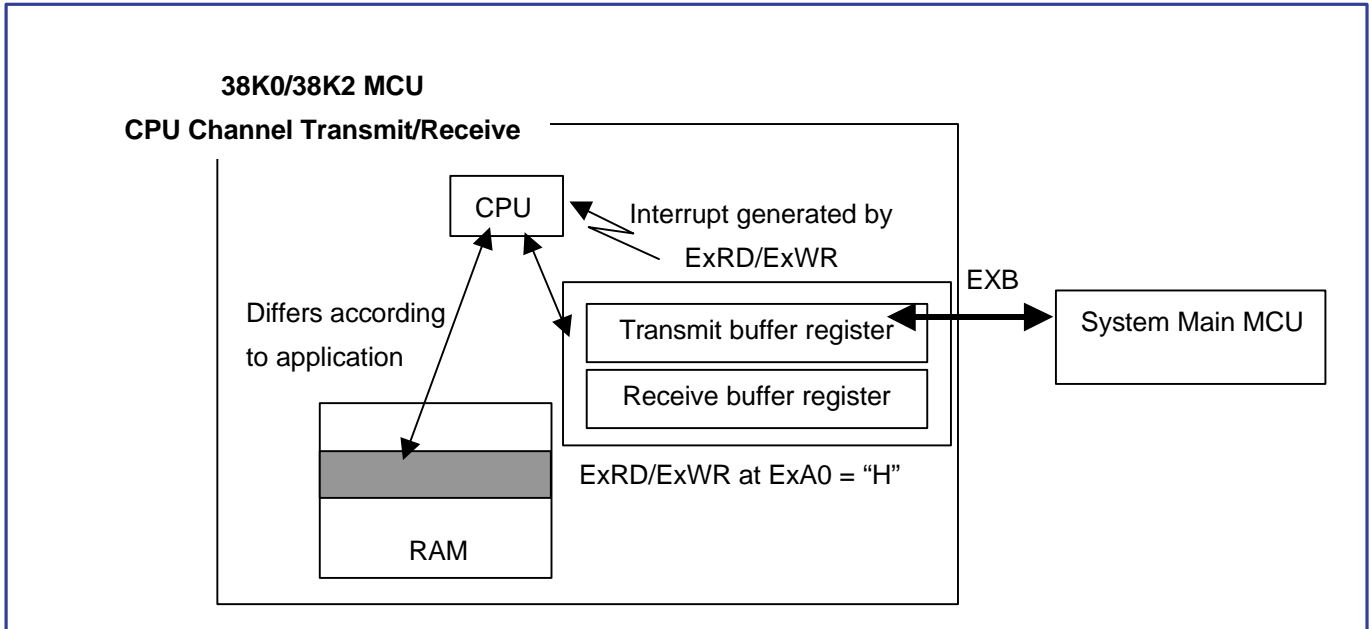 38K0/38K2 MCU
CPU Channel Transmit/Receive
CPU
Interrupt generated by
ExRD/ExWR
EXB
Differs according
to application
Transmit buffer register
System Main MCU
Receive buffer register
ExRD/ExWR at ExA0 = “H”
RAM